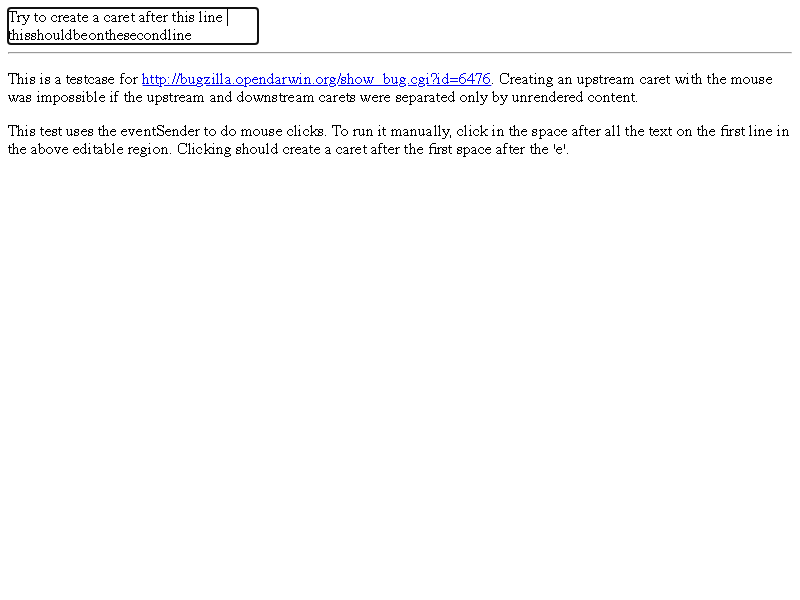 Try to create a caret after this line
thisshouldbeonthesecondline
This is a testcase for http://bugzilla.opendarwin.org/show_bug.cgi?id=6476. Creating an upstream caret with the mouse
was impossible if the upstream and downstream carets were separated only by unrendered content.
This test uses the eventSender to do mouse clicks. To run it manually, click in the space after all the text on the first line in
the above editable region. Clicking should create a caret after the first space after the 'e'.